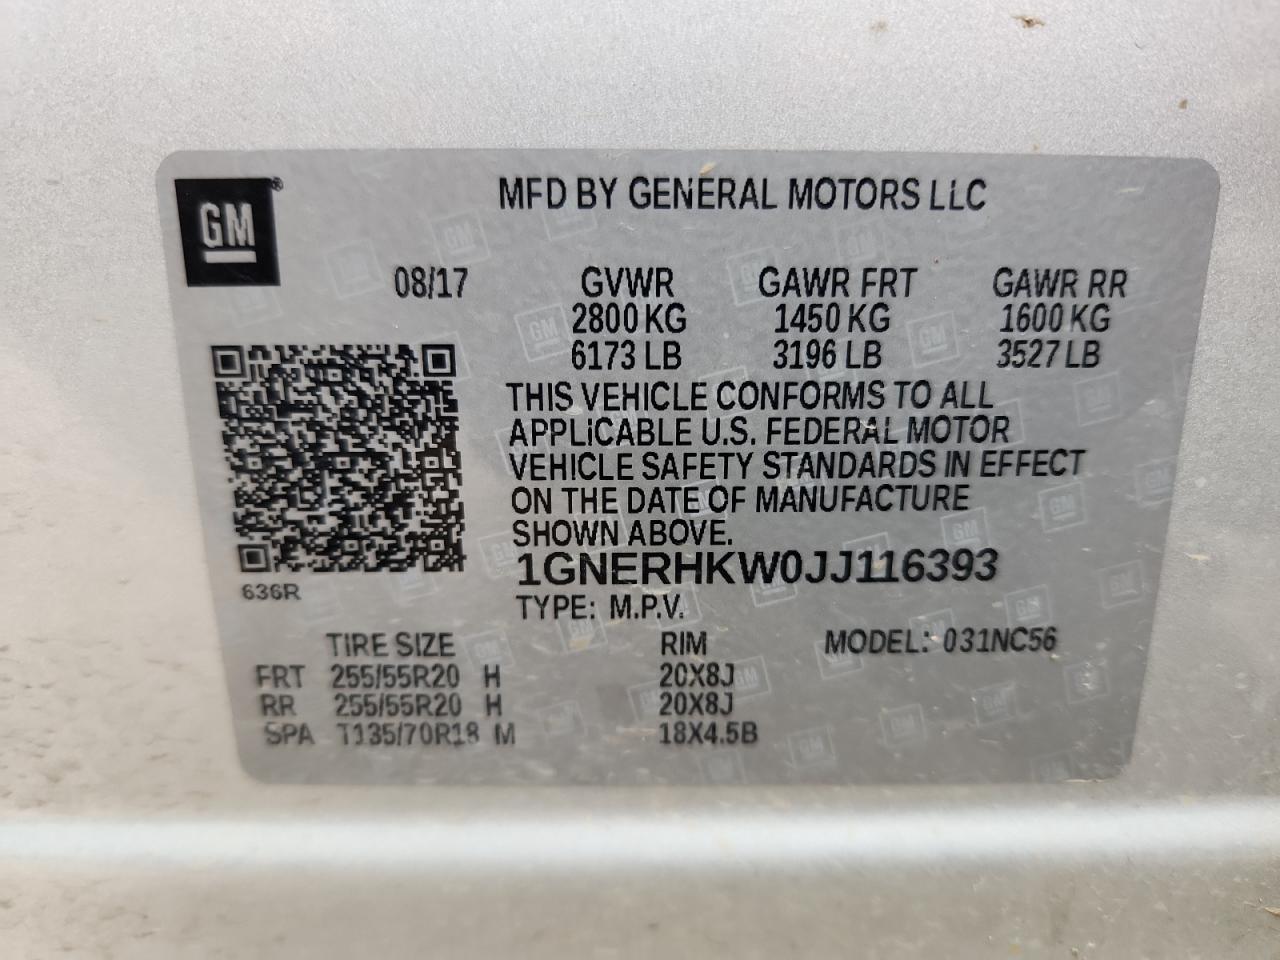 GM®
MFD BY GENERAL MOTORS LLC
08/17 GVWR GAWR FRT GAWR RR
2800 KG 1450 KG 1600 KG
6173 LB 3196 LB 3527 LB
THIS VEHICLE CONFORMS TO ALL
APPLiCABLE U.S. FEDERAL MOTOR
VEHICLE SAFETY STANDARDS IN EFFECT
ON THE DATE OF MANUFACTURE
SHOWN ABOVE.
1GNERHKW0JJ116393
636R
TYPE: M.P.V.
TIRE SIZE RIM MODEL: 031NC56
FRT 255/55R20 H 20X8J
RR 255/55R20 H 20X8J
SPA T135/70R18 M 18X4.5B